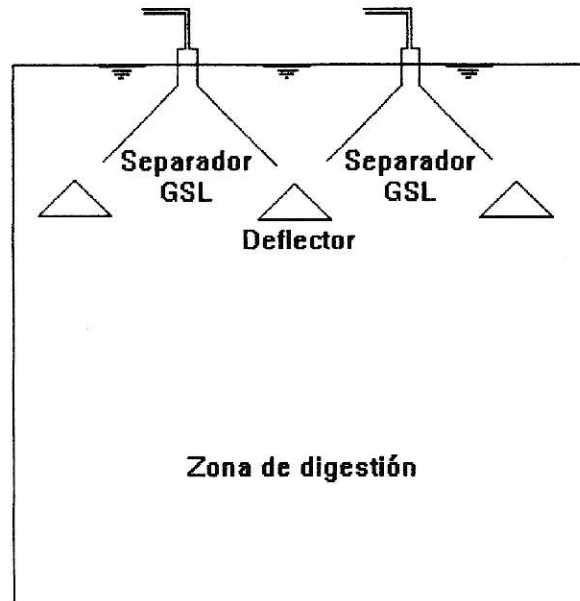 Separador
GSL
Separador
GSL
Deflector
Zona de digestión